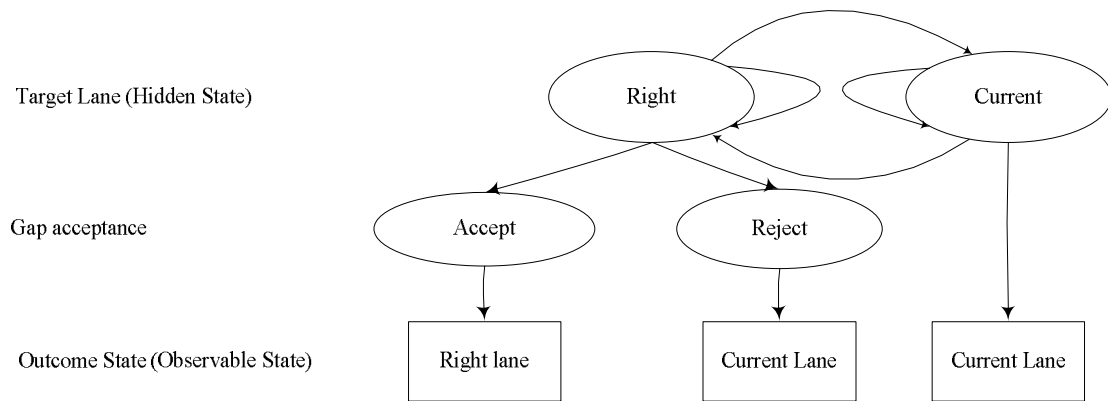 Target Lane (Hidden State)
Right
Current
Gap acceptance
Accept
Reject
Outcome State (Observable State)
Right lane
Current Lane
Current Lane